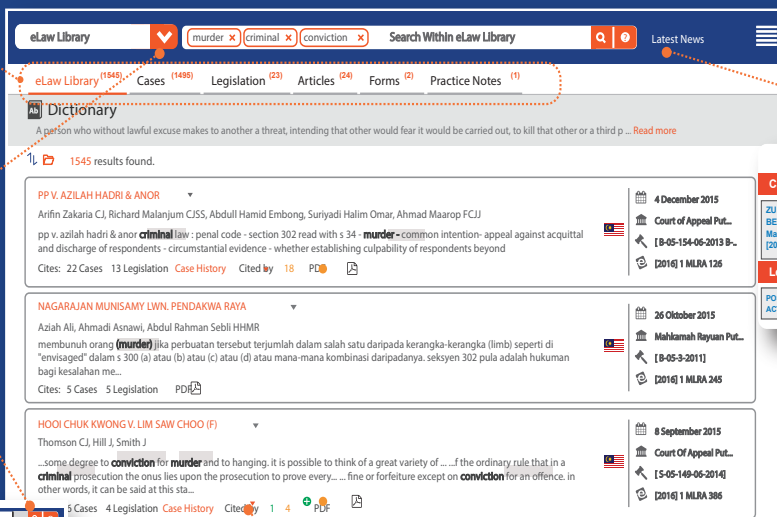 eLaw Library murder × criminal × conviction × Search Within eLaw Library ? Latest News
eLaw Library (1545) Cases (1495) Legislation (23) Articles (24) Forms (2) Practice Notes (1)
Ab Dictionary
A person who without lawful excuse makes to another a threat, intending that other would fear it would be carried out, to kill that other or a third p ... Read more
1545 results found.
PP V. AZILAH HADRI & ANOR
Arifin Zakaria CJ, Richard Malanjum CJSS, Abdull Hamid Embong, Suriyadi Halim Omar, Ahmad Maarop FCJJ
pp v. azilah hadri & anor criminal law : penal code - section 302 read with s 34 - murder - common intention- appeal against acquittal
and discharge of respondents - circumstantial evidence - whether establishing culpability of respondents beyond
Cites: 22 Cases 13 Legislation Case History Cited by 18 PDF
4 December 2015
Court of Appeal Put...
[ B-05-154-06-2013 B-..
[2016] 1 MLRA 126
NAGARAJAN MUNISAMY LWN. PENDAKWA RAYA
Aziah Ali, Ahmadi Asnawi, Abdul Rahman Sebli HHMR
membunuh orang (murder) jika perbuatan tersebut terjumlah dalam salah satu daripada kerangka-kerangka (limb) seperti di
"envisaged" dalam s 300 (a) atau (b) atau (c) atau (d) atau mana-mana kombinasi daripadanya. seksyen 302 pula adalah hukuman
bagi kesalahan me...
Cites: 5 Cases 5 Legislation PDF
26 Oktober 2015
Mahkamah Rayuan Put...
[ B-05-3-2011]
[2016] 1 MLRA 245
HOOI CHUK KWONG V. LIM SAW CHOO (F)
Thomson CJ, Hill J, Smith J
...some degree to conviction for murder and to hanging. it is possible to think of a great variety of ... ...f the ordinary rule that in a
criminal prosecution the onus lies upon the prosecution to prove every... ... fine or forfeiture except on conviction for an offence. in
other words, it can be said at this sta...
6 Cases 4 Legislation Case History Cited by 1 4 PDF
8 September 2015
Court Of Appeal Put...
[ S-05-149-06-2014]
[2016] 1 MLRA 386
C
ZU
BE
Ma
[20
PO
ACT